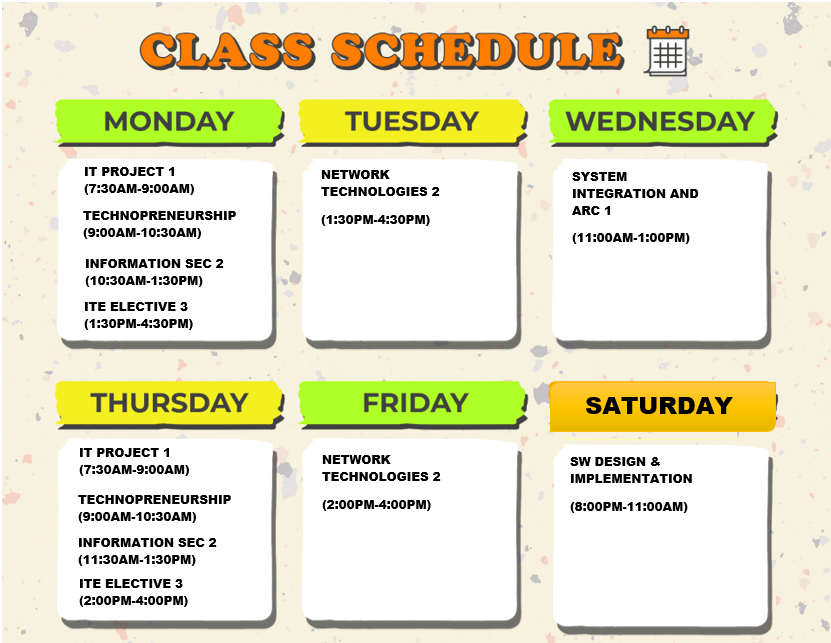 CLASS SCHEDULE
MONDAY
IT PROJECT 1
(7:30AM-9:00AM)
TECHNOPRENEURSHIP
(9:00AM-10:30AM)
INFORMATION SEC 2
(10:30AM-1:30PM)
ITE ELECTIVE 3
(1:30PM-4:30PM)
TUESDAY
NETWORK
TECHNOLOGIES 2
(1:30PM-4:30PM)
WEDNESDAY
SYSTEM
INTEGRATION AND
ARC 1
(11:00AM-1:00PM)
THURSDAY
IT PROJECT 1
(7:30AM-9:00AM)
TECHNOPRENEURSHIP
(9:00AM-10:30AM)
INFORMATION SEC 2
(11:30AM-1:30PM)
ITE ELECTIVE 3
(2:00PM-4:00PM)
FRIDAY
NETWORK
TECHNOLOGIES 2
(2:00PM-4:00PM)
SATURDAY
SW DESIGN &
IMPLEMENTATION
(8:00PM-11:00AM)